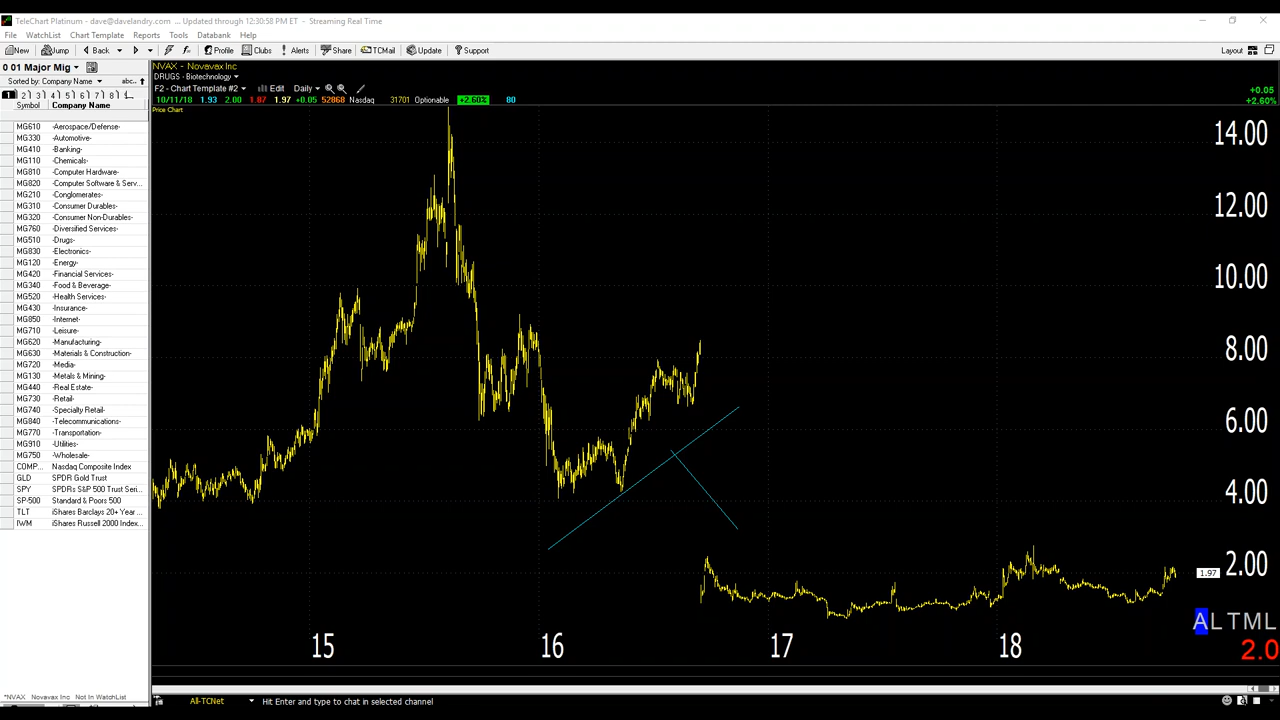 TeleChart Platinum - dave@davelandry.com ... Updated through 12:30:58 PM ET - Streaming Real Time
File WatchList Chart Template Reports Tools Databank Help
New Jump Back Profile Clubs Alerts Share TCMail Update Support Layout
0 01 Major Mig NVAX - Novavax Inc
Sorted by: Company Name abc.. DRUGS - Biotechnology
F2 - Chart Template #2 Edit Daily +0.05
1 2 3 4 5 6 7 8 10/11/18 1.93 2.00 1.87 1.97 +0.05 52868 Nasdaq 31701 Optionable +2.60% 80 +2.60%
Symbol Company Name Price Chart
MG610 -Aerospace/Defense-
MG330 -Automotive-
MG410 -Banking-
MG110 -Chemicals-
MG810 -Computer Hardware-
MG820 -Computer Software & Serv...
MG210 -Conglomerates-
MG310 -Consumer Durables-
MG320 -Consumer Non-Durables-
MG760 -Diversified Services-
MG510 -Drugs-
MG830 -Electronics-
MG120 -Energy-
MG420 -Financial Services-
MG340 -Food & Beverage-
MG520 -Health Services-
MG430 -Insurance-
MG850 -Internet-
MG710 -Leisure-
MG620 -Manufacturing-
MG630 -Materials & Construction-
MG720 -Media-
MG130 -Metals & Mining-
MG440 -Real Estate-
MG730 -Retail-
MG740 -Specialty Retail-
MG840 -Telecommunications-
MG770 -Transportation-
MG910 -Utilities-
MG750 -Wholesale-
COMP... Nasdaq Composite Index
GLD SPDR Gold Trust
SPY SPDRs S&P 500 Trust Seri...
SP-500 Standard & Poors 500
TLT iShares Barclays 20+ Year ...
IWM iShares Russell 2000 Index...
14.00
12.00
10.00
8.00
6.00
4.00
2.00
1.97
ALTML
2.0
15 16 17 18
*NVAX Novavax Inc Not In WatchList
All-TCNet Hit Enter and type to chat in selected channel